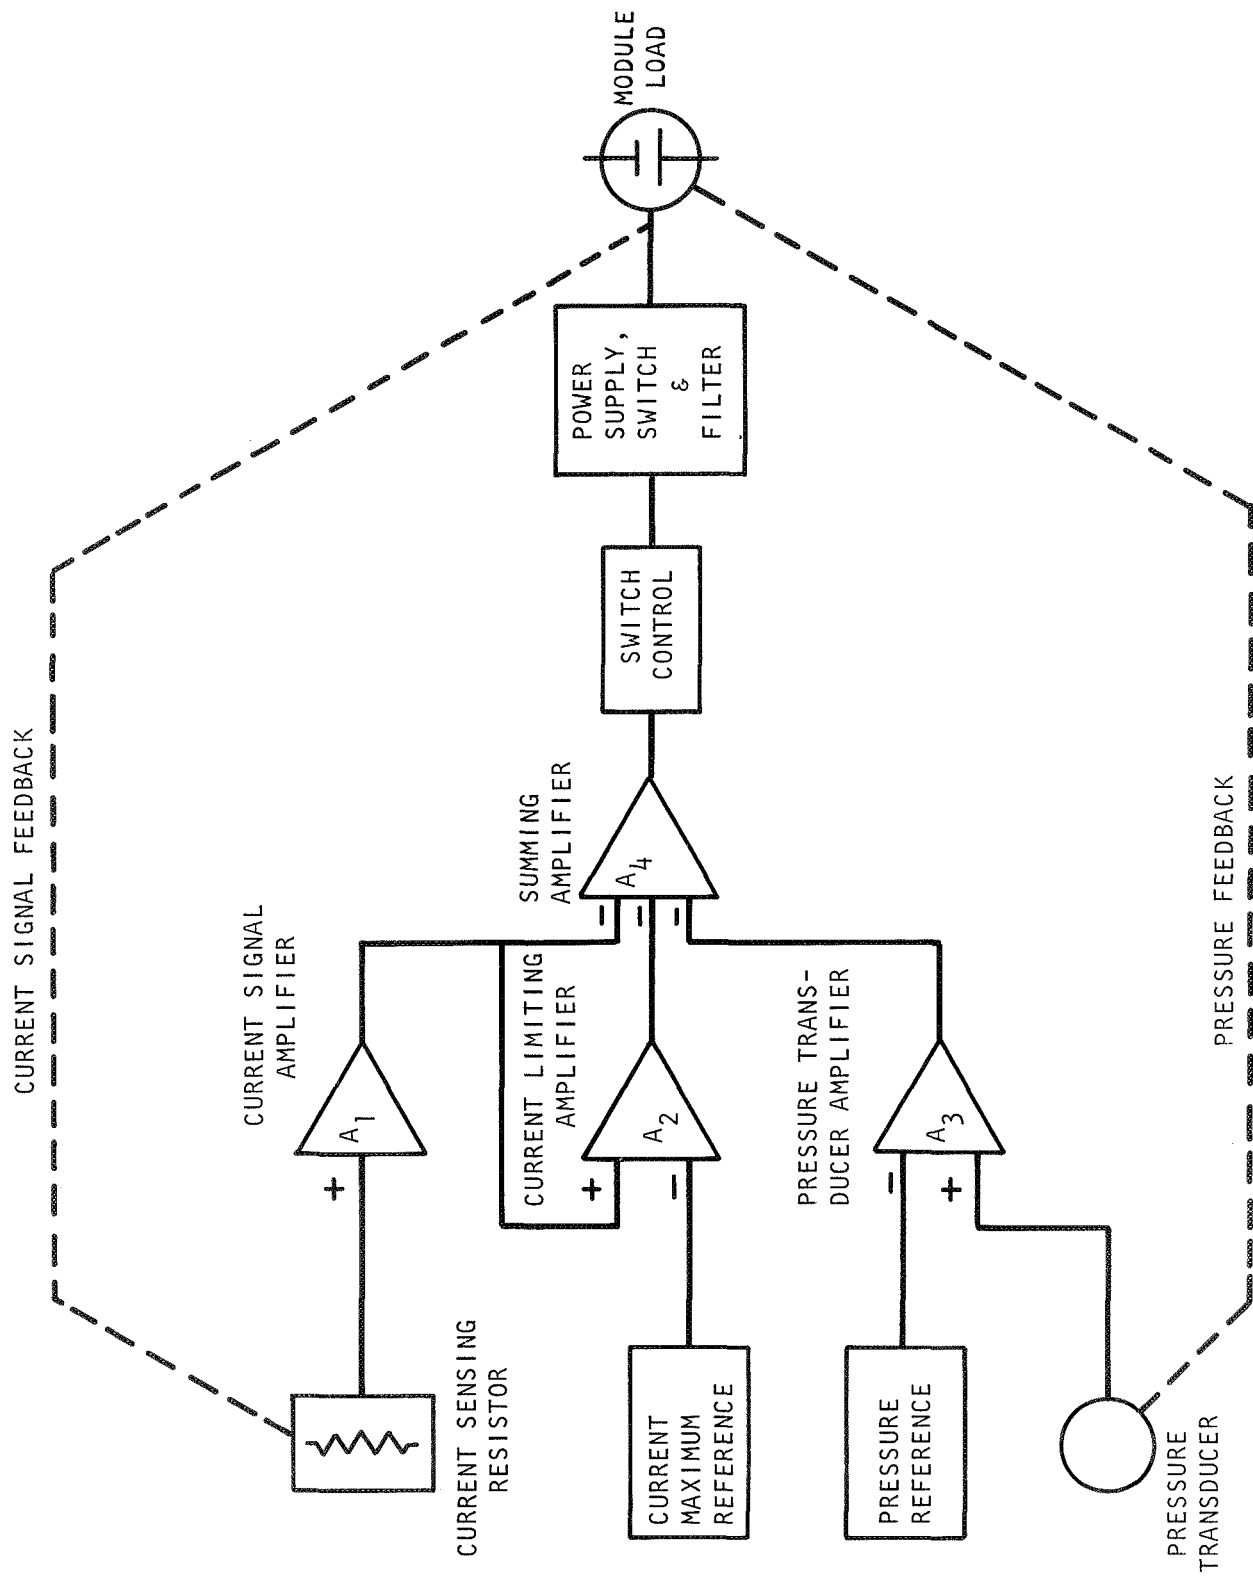 CURRENT SIGNAL FEEDBACK
CURRENT SENSING
RESISTOR
+
A1
CURRENT SIGNAL
AMPLIFIER
CURRENT
MAXIMUM
REFERENCE
+
−
A2
CURRENT LIMITING
AMPLIFIER
PRESSURE
REFERENCE
PRESSURE
TRANSDUCER
−
+
A3
PRESSURE TRANS-
DUCER AMPLIFIER
−
−
−
A4
SUMMING
AMPLIFIER
SWITCH
CONTROL
POWER
SUPPLY,
SWITCH
&
FILTER
MODULE
LOAD
PRESSURE FEEDBACK